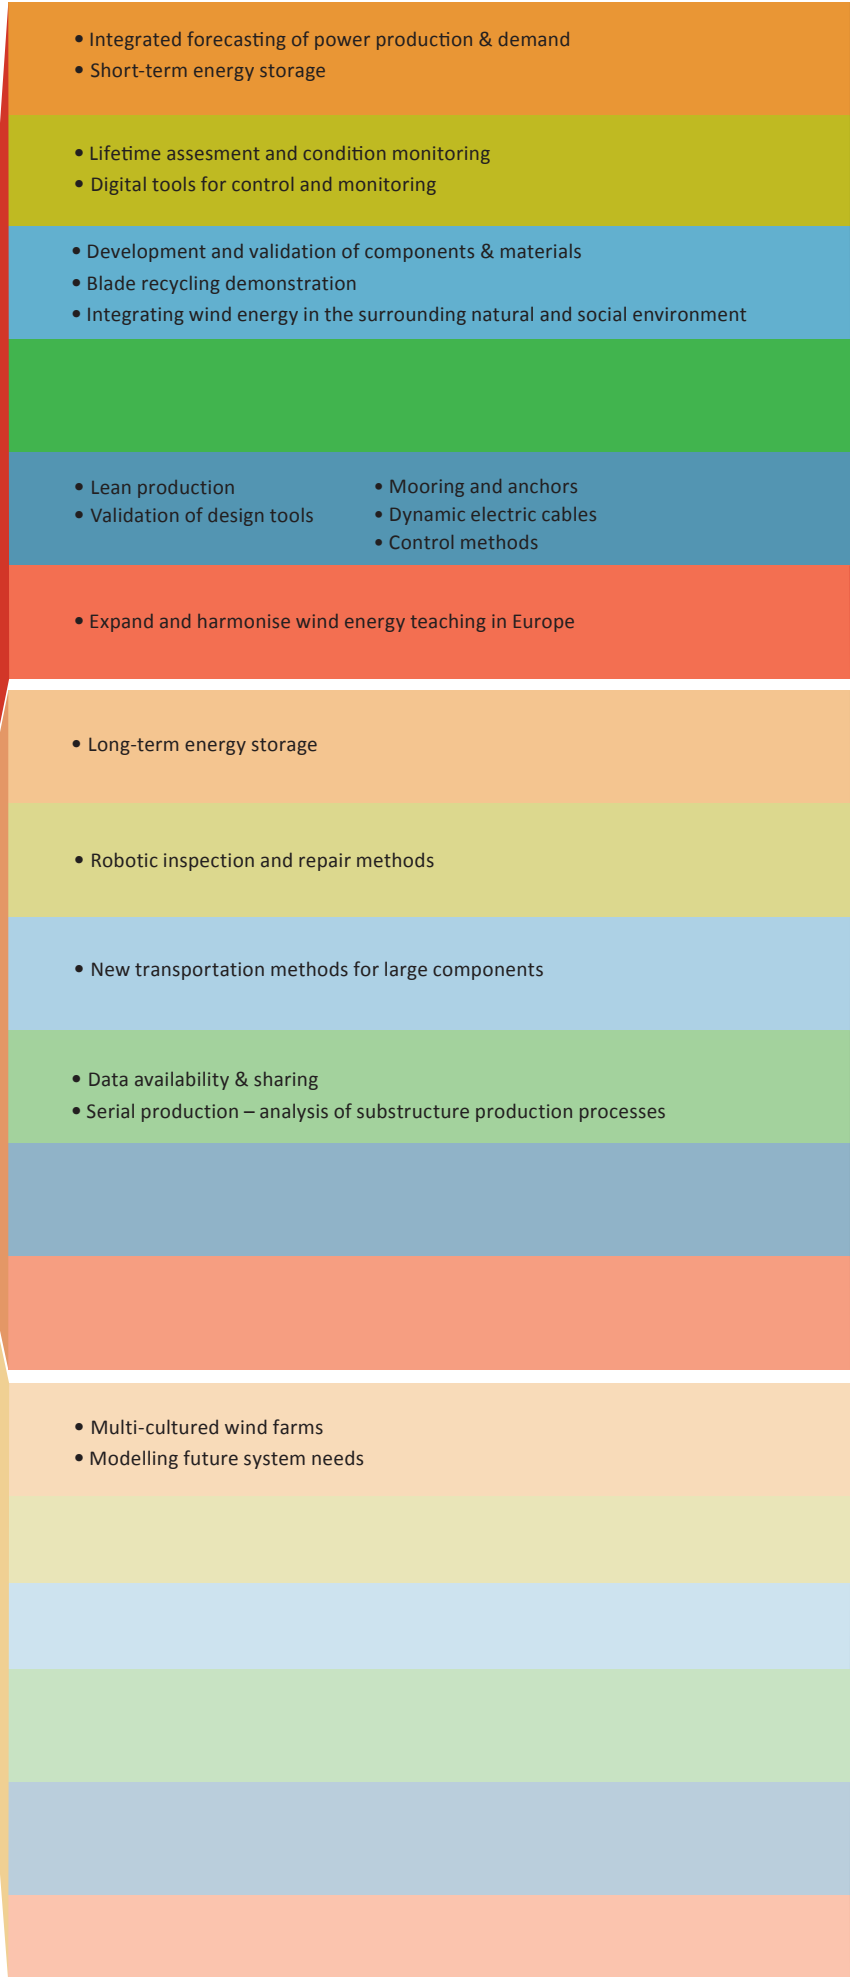 • Integrated forecasting of power production & demand
• Short-term energy storage
• Lifetime assesment and condition monitoring
• Digital tools for control and monitoring
• Development and validation of components & materials
• Blade recycling demonstration
• Integrating wind energy in the surrounding natural and social environment
• Lean production
• Validation of design tools
• Mooring and anchors
• Dynamic electric cables
• Control methods
• Expand and harmonise wind energy teaching in Europe
• Long-term energy storage
• Robotic inspection and repair methods
• New transportation methods for large components
• Data availability & sharing
• Serial production – analysis of substructure production processes
• Multi-cultured wind farms
• Modelling future system needs